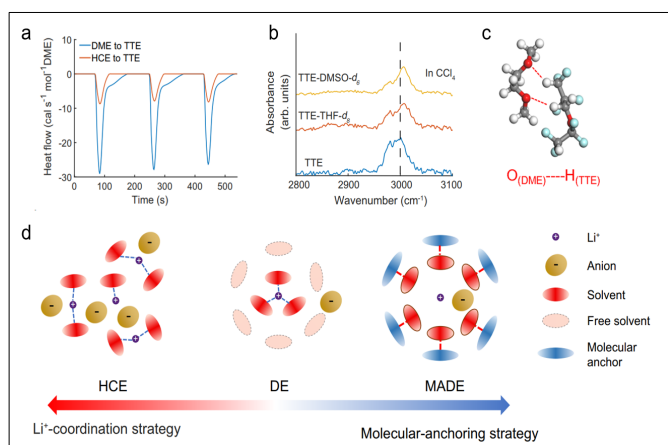 a
b
c
Heat flow (cal s⁻¹ mol⁻¹ DME)
10
0
-10
-20
-30
DME to TTE
HCE to TTE
0 100 200 300 400 500
Time (s)
Absorbance
(arb. units)
TTE-DMSO-d₆
In CCl₄
TTE-THF-d₈
TTE
2800 2900 3000 3100
Wavenumber (cm⁻¹)
O(DME)----H(TTE)
d
Li⁺
Anion
Solvent
Free solvent
Molecular
anchor
HCE
DE
MADE
Li⁺-coordination strategy
Molecular-anchoring strategy